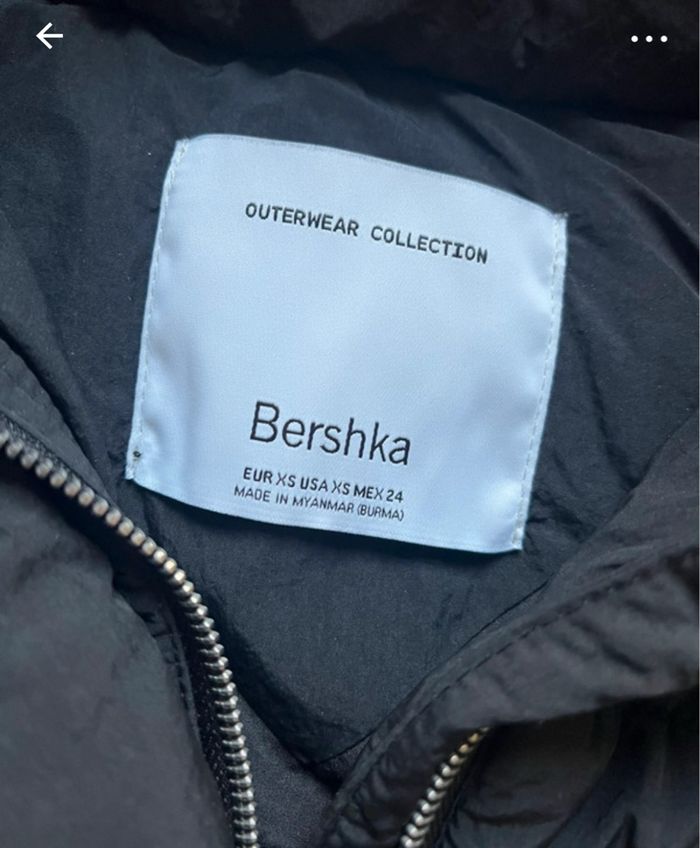 OUTERWEAR COLLECTION
Bershka
EUR XS USA XS MEX 24
MADE IN MYANMAR (BURMA)